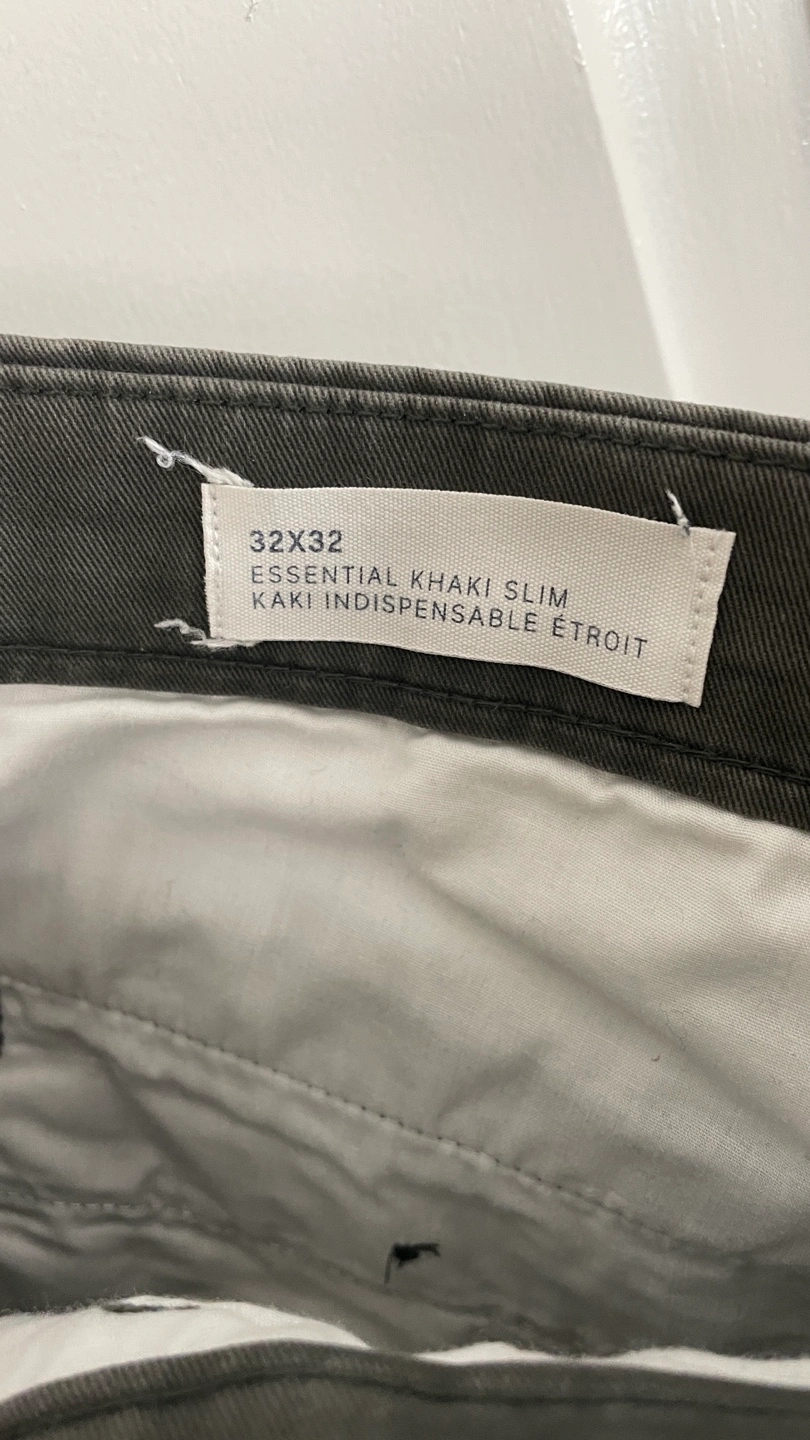 32X32
ESSENTIAL KHAKI SLIM
KAKI INDISPENSABLE ÉTROIT